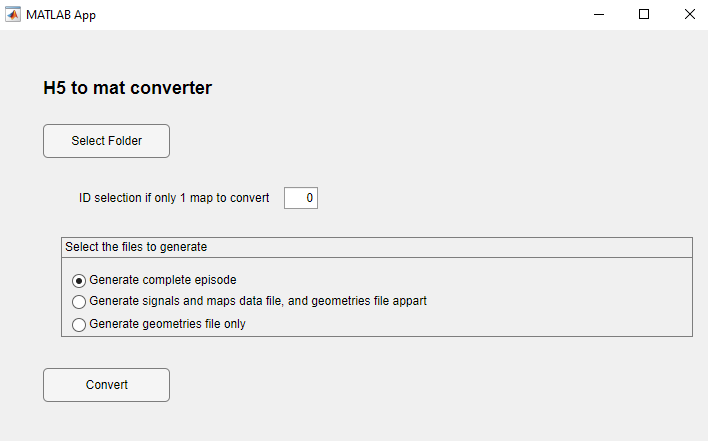 MATLAB App
H5 to mat converter
Select Folder
ID selection if only 1 map to convert 0
Select the files to generate
Generate complete episode
Generate signals and maps data file, and geometries file appart
Generate geometries file only
Convert